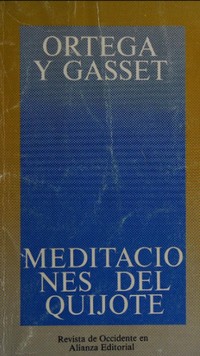 ORTEGA
Y GASSET
MEDITACIO
NES DEL
QUIJOTE
Revista de Occidente en
Alianza Editorial